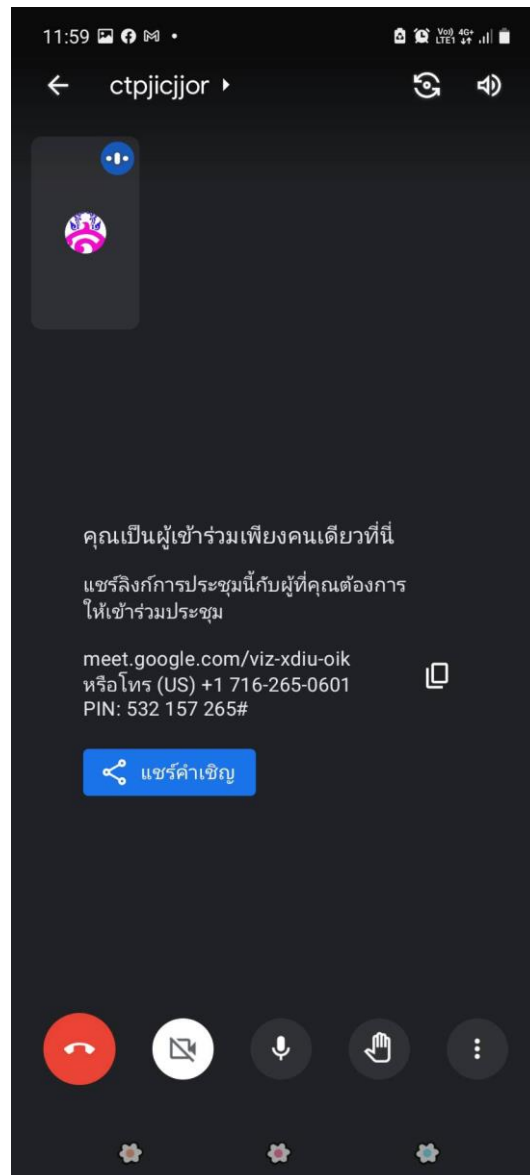 11:59
Vo)) 4G+
LTE1
ctpjicjjor
คุณเป็นผู้เข้าร่วมเพียงคนเดียวที่นี่
แชร์ลิงก์การประชุมนี้กับผู้ที่คุณต้องการ
ให้เข้าร่วมประชุม
meet.google.com/viz-xdiu-oik
หรือโทร (US) +1 716-265-0601
PIN: 532 157 265#
แชร์คำเชิญ